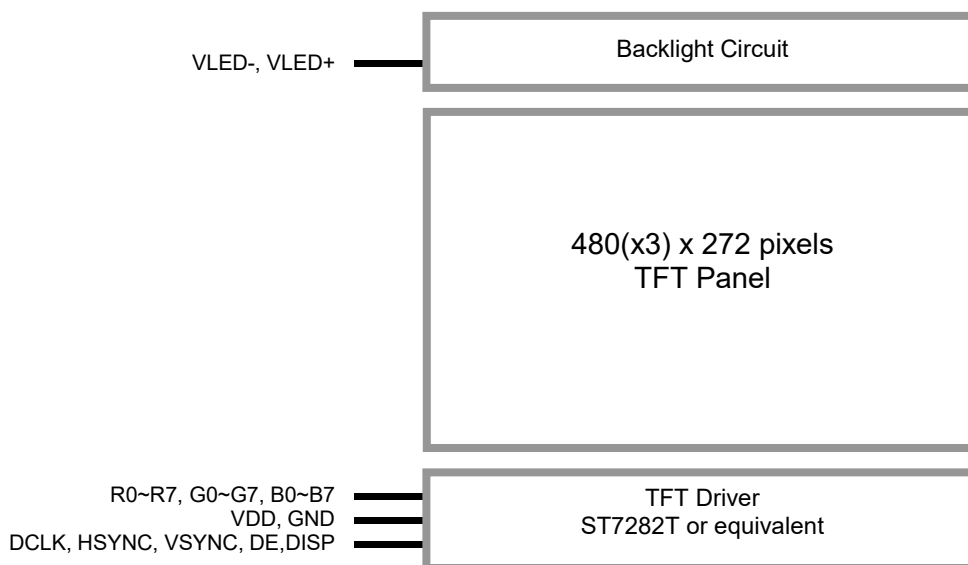 Backlight Circuit
VLED-, VLED+
480(x3) x 272 pixels
TFT Panel
R0~R7, G0~G7, B0~B7
VDD, GND
DCLK, HSYNC, VSYNC, DE,DISP
TFT Driver
ST7282T or equivalent